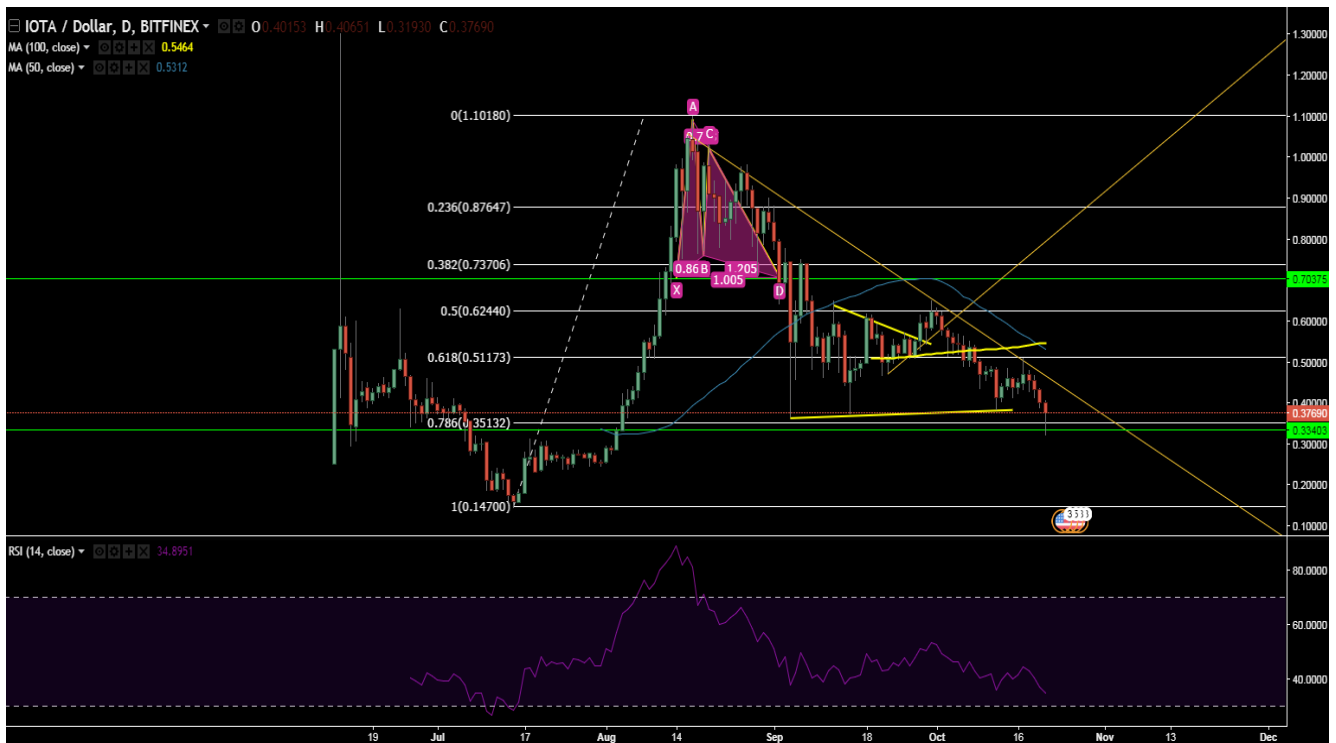 IOTA / Dollar, D, BITFINEX O0.40153 H0.40651 L0.31930 C0.37690
MA (100, close) 0.5464
MA (50, close) 0.5312
1.30000
1.20000
1.10000
1.00000
0.90000
0.80000
0.70375
0.60000
0.50000
0.40000
0.37690
0.33403
0.30000
0.20000
0.10000
0(1.10180)
0.236(0.87647)
0.382(0.73706)
0.5(0.62440)
0.618(0.51173)
0.786(0.35132)
1(0.14700)
A
C
0.86 B 1.205
1.005
X
D
RSI (14, close) 34.8951
80.0000
60.0000
40.0000
19 Jul 17 Aug 14 Sep 18 Oct 16 Nov 13 Dec